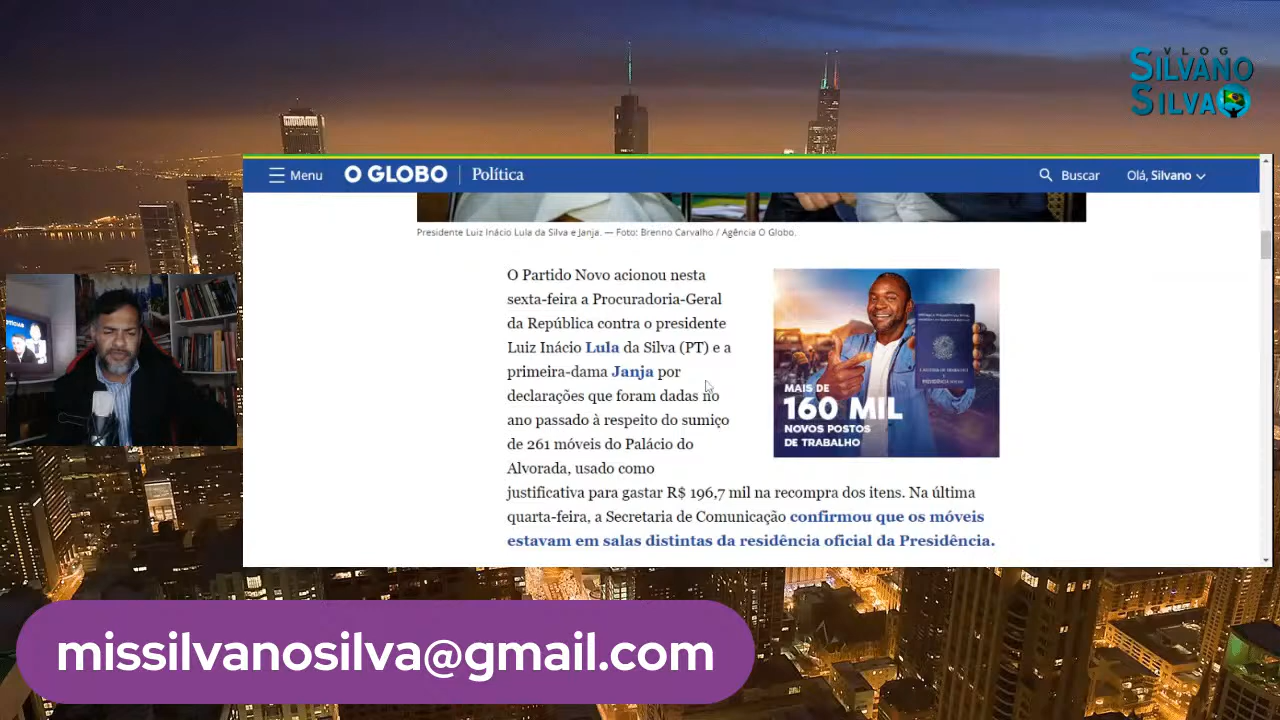 VLOG
SILVANO
SILVA
Menu
O GLOBO
Política
Buscar
Olá, Silvano
Presidente Luiz Inácio Lula da Silva e Janja. — Foto: Brenno Carvalho / Agência O Globo.
O Partido Novo acionou nesta
sexta-feira a Procuradoria-Geral
da República contra o presidente
Luiz Inácio Lula da Silva (PT) e a
primeira-dama Janja por
declarações que foram dadas no
ano passado à respeito do sumiço
de 261 móveis do Palácio do
Alvorada, usado como
justificativa para gastar R$ 196,7 mil na recompra dos itens. Na última
quarta-feira, a Secretaria de Comunicação confirmou que os móveis
estavam em salas distintas da residência oficial da Presidência.
MAIS DE
160 MIL
NOVOS POSTOS
DE TRABALHO
missilvanosilva@gmail.com